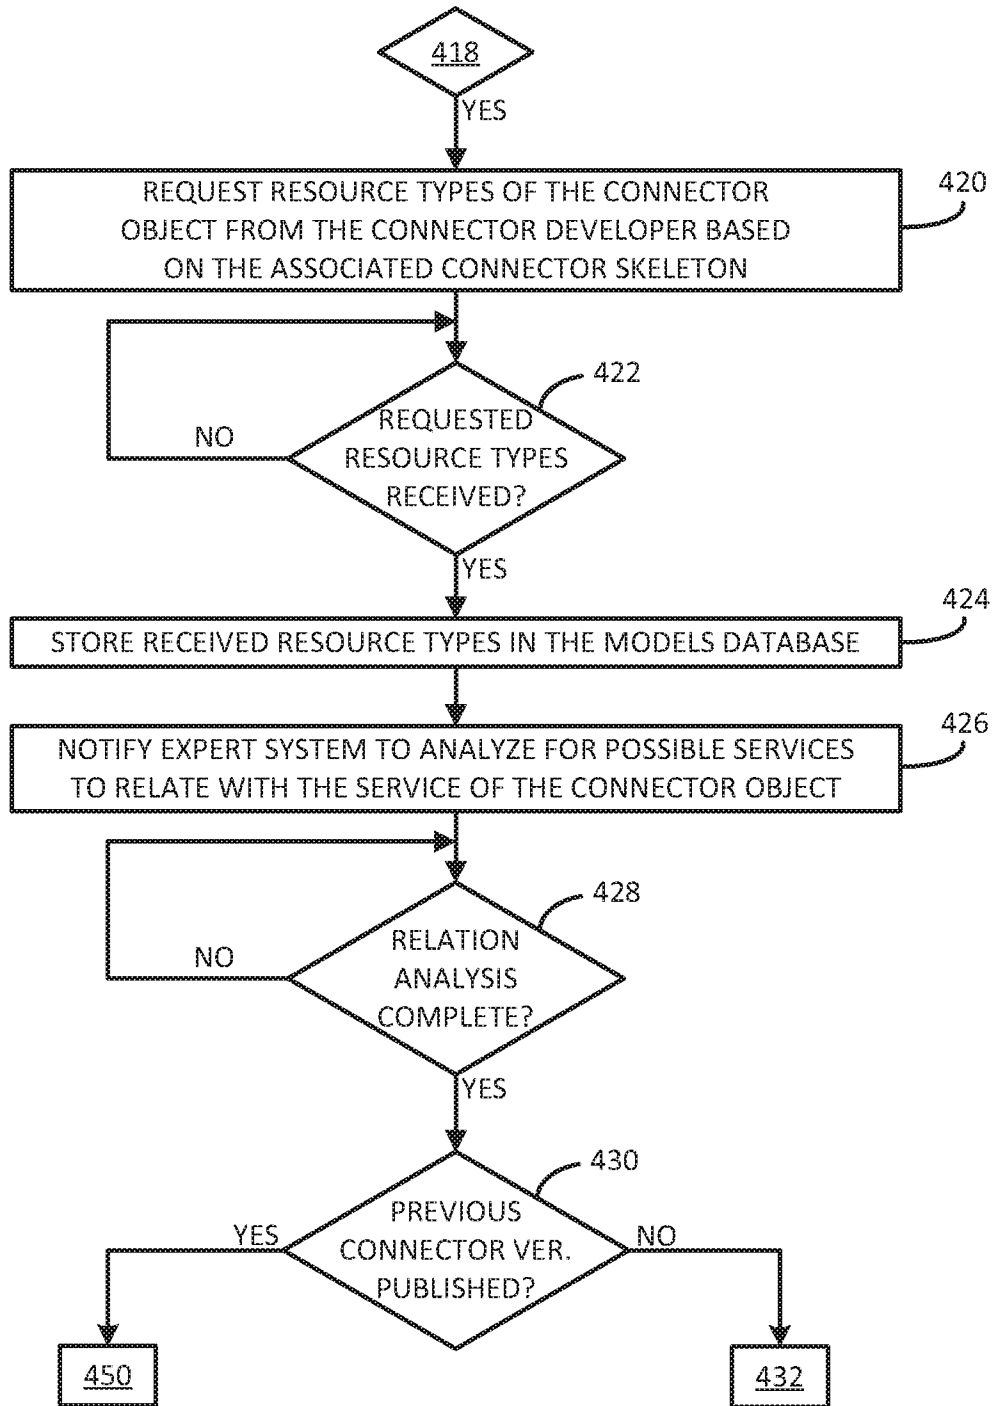 418
YES
REQUEST RESOURCE TYPES OF THE CONNECTOR
OBJECT FROM THE CONNECTOR DEVELOPER BASED
ON THE ASSOCIATED CONNECTOR SKELETON
420
422
REQUESTED
RESOURCE TYPES
RECEIVED?
NO
YES
424
STORE RECEIVED RESOURCE TYPES IN THE MODELS DATABASE
426
NOTIFY EXPERT SYSTEM TO ANALYZE FOR POSSIBLE SERVICES
TO RELATE WITH THE SERVICE OF THE CONNECTOR OBJECT
428
RELATION
ANALYSIS
COMPLETE?
NO
YES
430
PREVIOUS
CONNECTOR VER.
PUBLISHED?
YES
NO
450
432